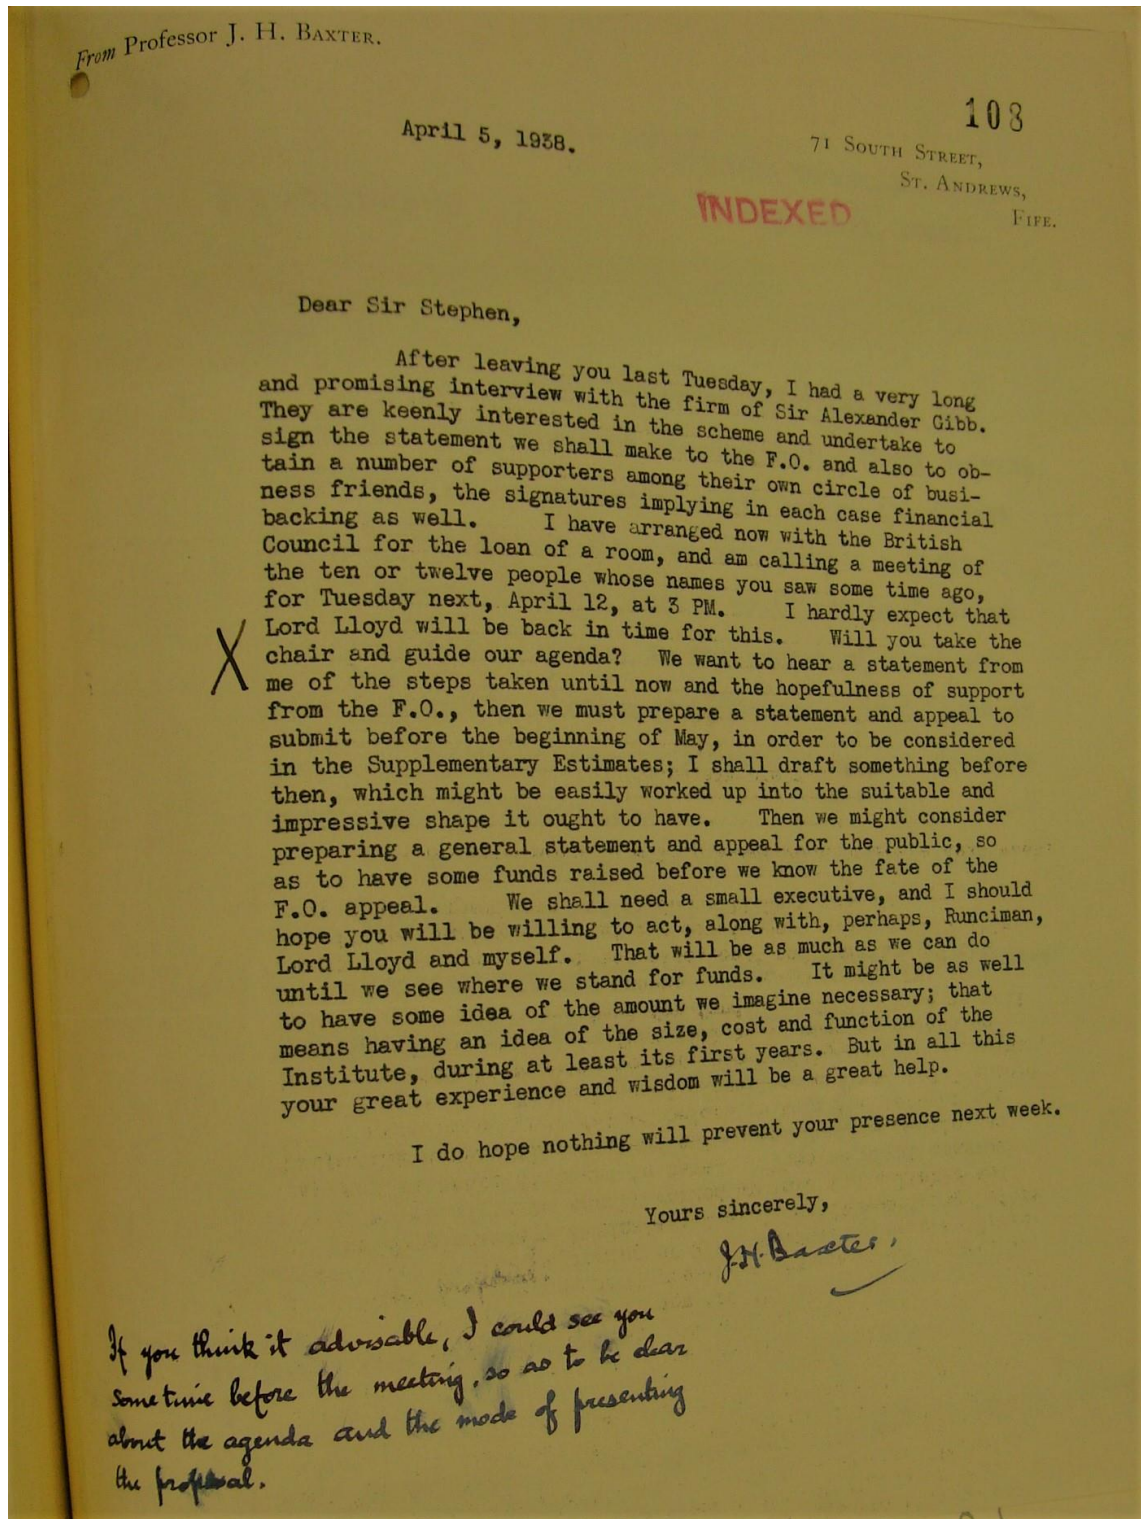 From Professor J. H. Baxter.
April 5, 1938.
108
71 South Street,
St. Andrews,
Fife.
INDEXED
Dear Sir Stephen,
After leaving you last Tuesday, I had a very long
and promising interview with the firm of Sir Alexander Gibb.
They are keenly interested in the scheme and undertake to
sign the statement we shall make to the F.O. and also to ob-
tain a number of supporters among their own circle of busi-
ness friends, the signatures implying in each case financial
backing as well. I have arranged now with the British
Council for the loan of a room, and am calling a meeting of
the ten or twelve people whose names you saw some time ago,
for Tuesday next, April 12, at 3 PM. I hardly expect that
Lord Lloyd will be back in time for this. Will you take the
X chair and guide our agenda? We want to hear a statement from
me of the steps taken until now and the hopefulness of support
from the F.O., then we must prepare a statement and appeal to
submit before the beginning of May, in order to be considered
in the Supplementary Estimates; I shall draft something before
then, which might be easily worked up into the suitable and
impressive shape it ought to have. Then we might consider
preparing a general statement and appeal for the public, so
as to have some funds raised before we know the fate of the
F.O. appeal. We shall need a small executive, and I should
hope you will be willing to act, along with, perhaps, Runciman,
Lord Lloyd and myself. That will be as much as we can do
until we see where we stand for funds. It might be as well
to have some idea of the amount we imagine necessary; that
means having an idea of the size, cost and function of the
Institute, during at least its first years. But in all this
your great experience and wisdom will be a great help.
I do hope nothing will prevent your presence next week.
Yours sincerely,
J.H. Baxter.
If you think it advisable, I could see you
sometime before the meeting, so as to be clear
about the agenda and the mode of presenting
the proposal.